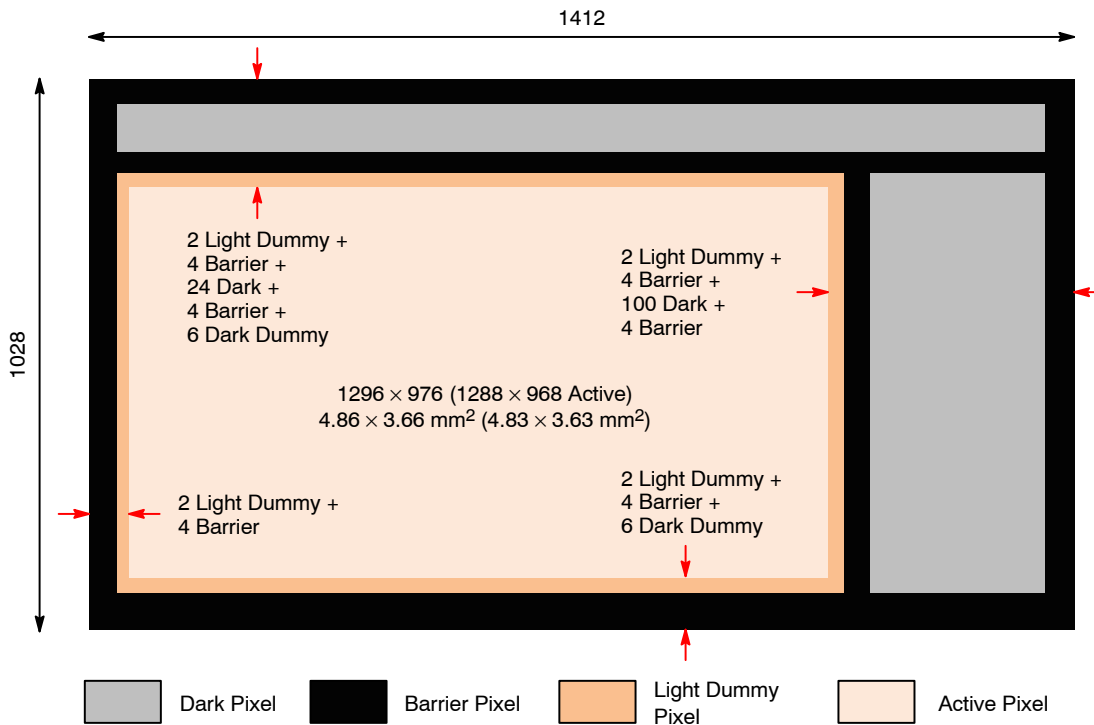 1412
1028
2 Light Dummy +
4 Barrier +
24 Dark +
4 Barrier +
6 Dark Dummy
2 Light Dummy +
4 Barrier +
100 Dark +
4 Barrier
1296 × 976 (1288 × 968 Active)
4.86 × 3.66 mm² (4.83 × 3.63 mm²)
2 Light Dummy +
4 Barrier
2 Light Dummy +
4 Barrier +
6 Dark Dummy
Dark Pixel
Barrier Pixel
Light Dummy
Pixel
Active Pixel